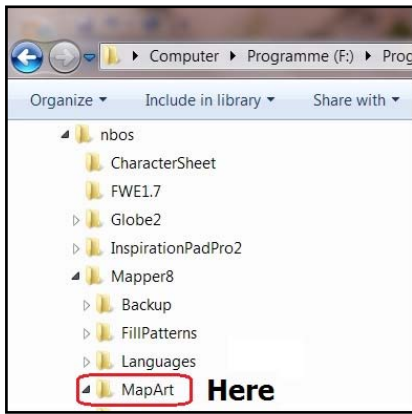 Computer Programme (F:) Prog
Organize Include in library Share with
nbos
CharacterSheet
FWE1.7
Globe2
InspirationPadPro2
Mapper8
Backup
FillPatterns
Languages
MapArt Here